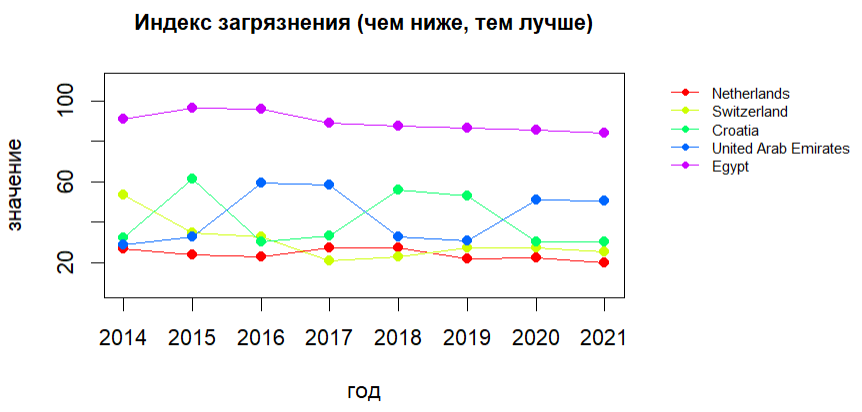 Индекс загрязнения (чем ниже, тем лучше)
значение
100
60
20
2014 2015 2016 2017 2018 2019 2020 2021
год
Netherlands
Switzerland
Croatia
United Arab Emirates
Egypt